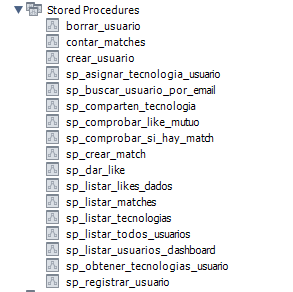 Stored Procedures
borrar_usuario
contar_matches
crear_usuario
sp_asignar_tecnologia_usuario
sp_buscar_usuario_por_email
sp_comparten_tecnologia
sp_comprobar_like_mutuo
sp_comprobar_si_hay_match
sp_crear_match
sp_dar_like
sp_listar_likes_dados
sp_listar_matches
sp_listar_tecnologias
sp_listar_todos_usuarios
sp_listar_usuarios_dashboard
sp_obtener_tecnologias_usuario
sp_registrar_usuario